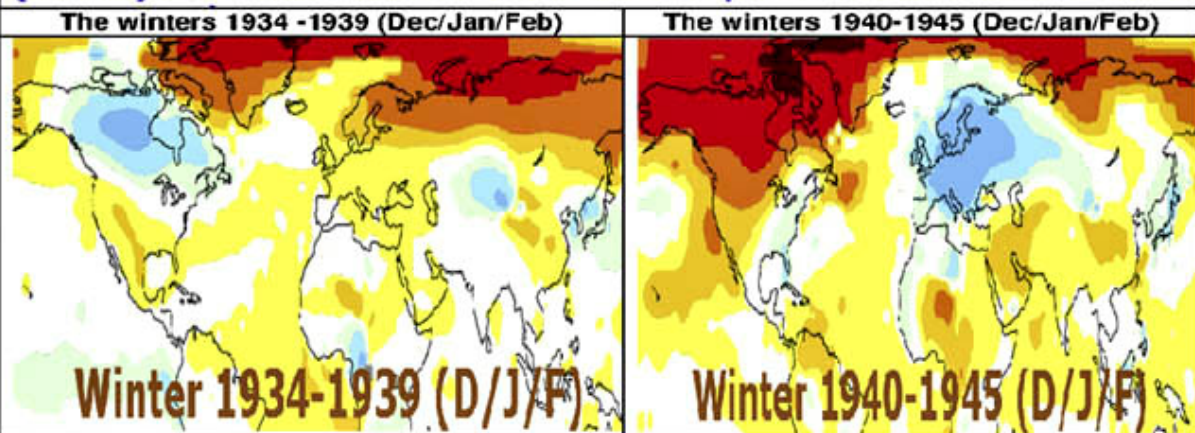 The winters 1934 -1939 (Dec/Jan/Feb)
The winters 1940-1945 (Dec/Jan/Feb)
Winter 1934-1939 (D/J/F)
Winter 1940-1945 (D/J/F)